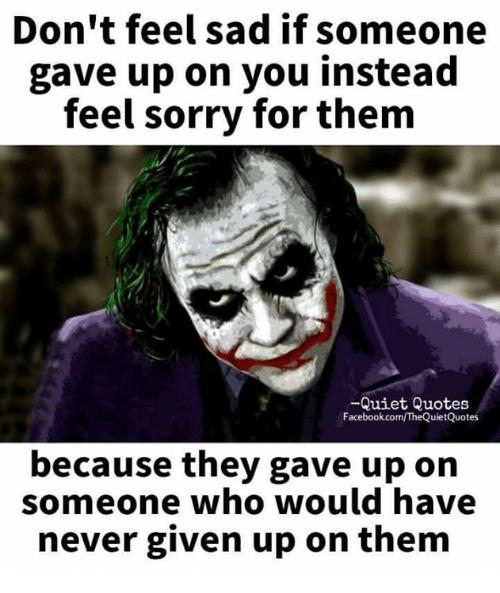 Don't feel sad if someone
gave up on you instead
feel sorry for them
-Quiet Quotes
Facebook.com/TheQuietQuotes
because they gave up on
someone who would have
never given up on them